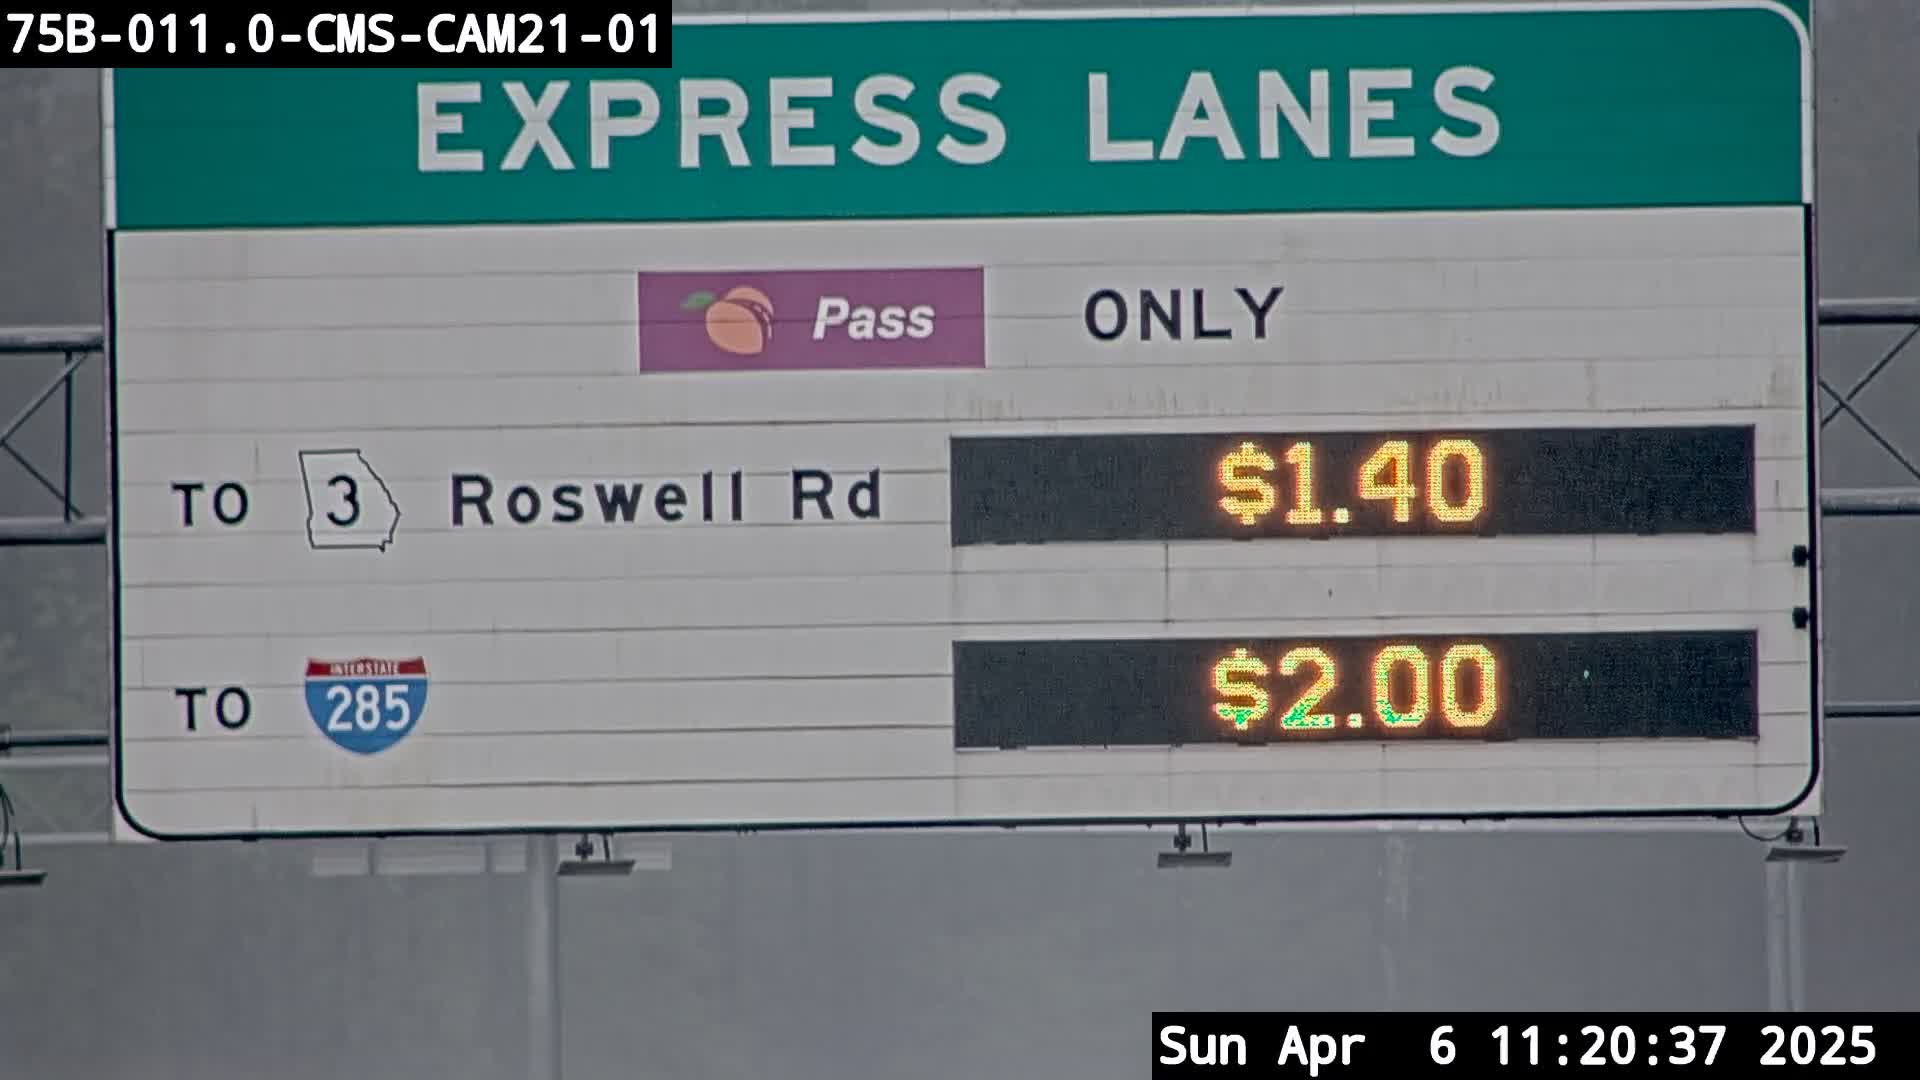 75B-011.0-CMS-CAM21-01
EXPRESS LANES
Pass ONLY
TO 3 Roswell Rd $1.40
INTERSTATE
TO 285 $2.00
Sun Apr 6 11:20:37 2025